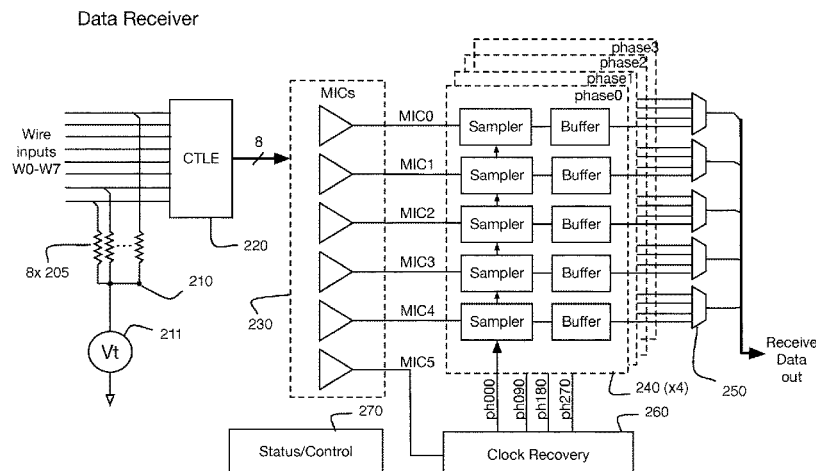 Data Receiver
phase3
phase2
phase1
phase0
MICs
Wire
inputs
W0-W7
CTLE
8
MIC0
Sampler
Buffer
MIC1
Sampler
Buffer
MIC2
Sampler
Buffer
MIC3
Sampler
Buffer
MIC4
Sampler
Buffer
MIC5
8x 205
220
210
211
Vt
230
240 (x4)
250
Receive
Data
out
ph000
ph090
ph180
ph270
270
260
Status/Control
Clock Recovery